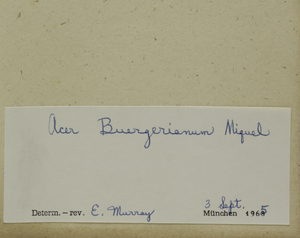 Acer Buergerianum Miquel
3 Sept.
Determ. – rev. E. Murray München 1965